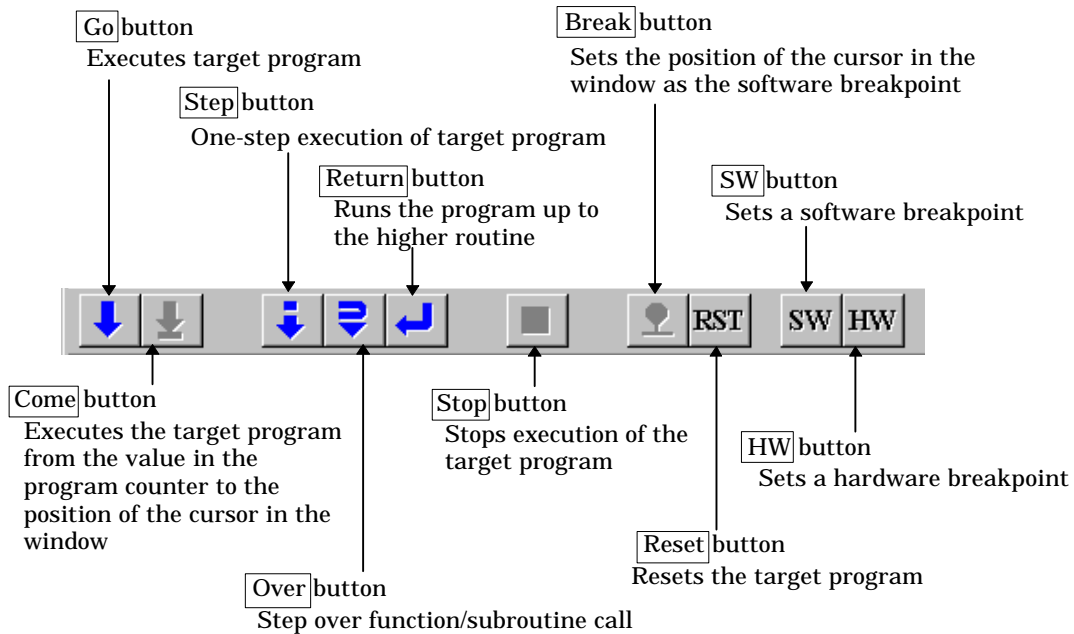 Go button
Executes target program
Break button
Sets the position of the cursor in the
window as the software breakpoint
Step button
One-step execution of target program
Return button
Runs the program up to
the higher routine
SW button
Sets a software breakpoint
RST
SW
HW
Come button
Executes the target program
from the value in the
program counter to the
position of the cursor in the
window
Stop button
Stops execution of the
target program
HW button
Sets a hardware breakpoint
Reset button
Resets the target program
Over button
Step over function/subroutine call